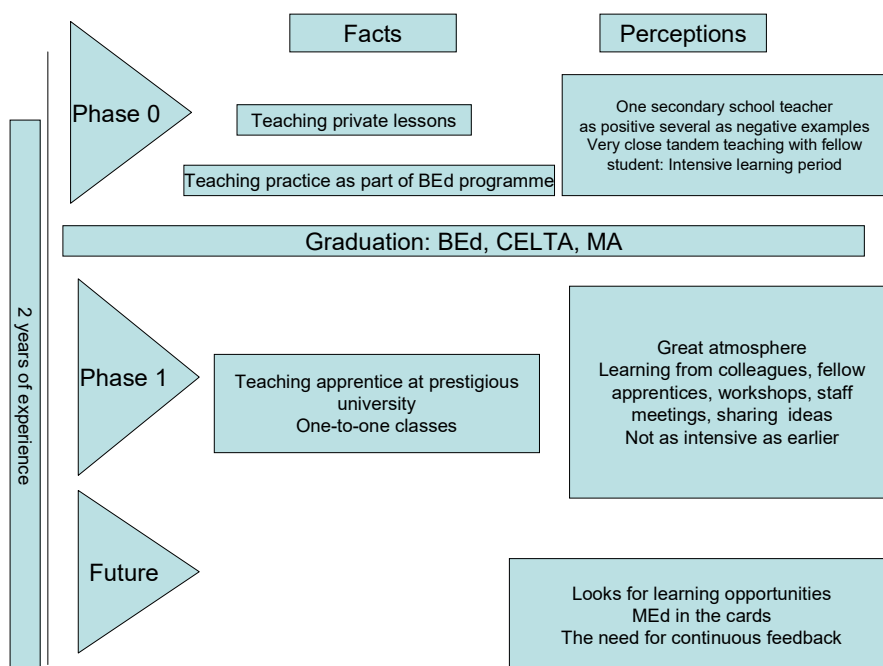 Facts
Perceptions
Phase 0
Teaching private lessons
Teaching practice as part of BEd programme
One secondary school teacher
as positive several as negative examples
Very close tandem teaching with fellow
student: Intensive learning period
Graduation: BEd, CELTA, MA
2 years of experience
Phase 1
Teaching apprentice at prestigious
university
One-to-one classes
Great atmosphere
Learning from colleagues, fellow
apprentices, workshops, staff
meetings, sharing ideas
Not as intensive as earlier
Future
Looks for learning opportunities
MEd in the cards
The need for continuous feedback